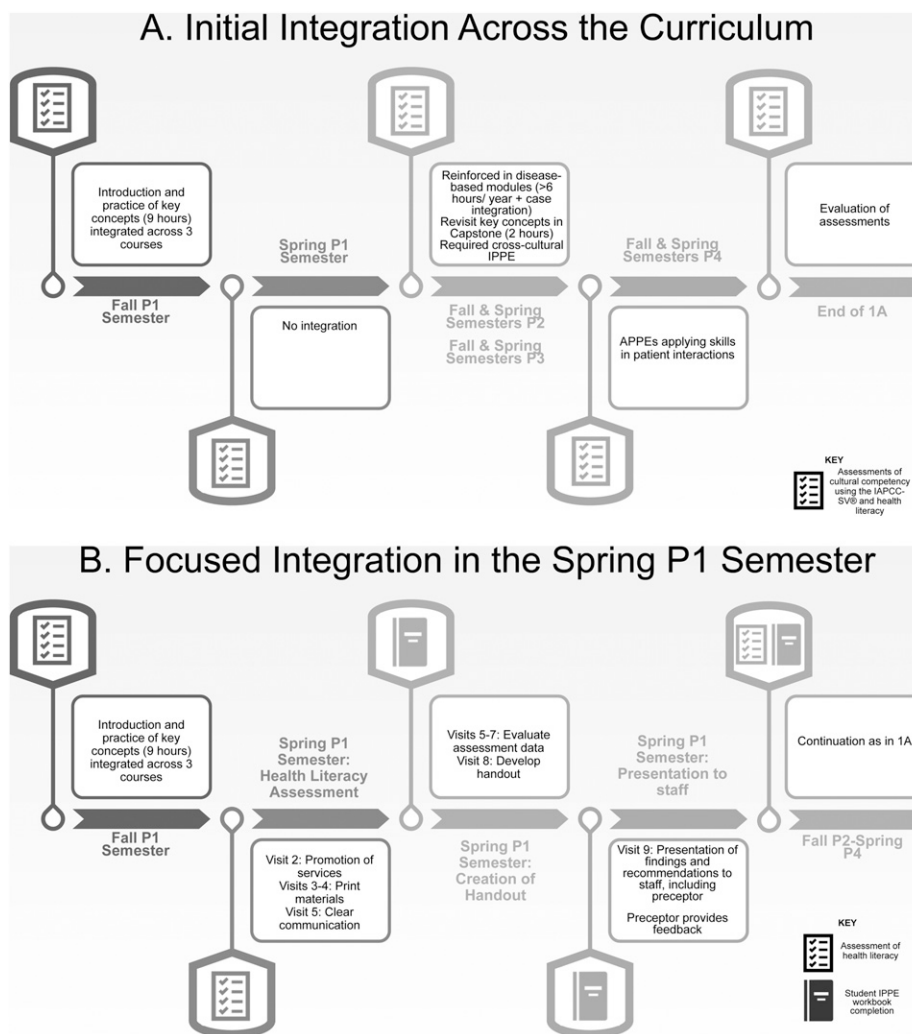 A. Initial Integration Across the Curriculum
Introduction and
practice of key
concepts (9 hours)
integrated across 3
courses
Fall P1
Semester
Spring P1
Semester
No integration
Reinforced in disease-
based modules (>6
hours/ year + case
integration)
Revisit key concepts in
Capstone (2 hours)
Required cross-cultural
IPPE
Fall & Spring
Semesters P2
Fall & Spring
Semesters P3
Fall & Spring
Semesters P4
APPEs applying skills
in patient interactions
Evaluation of
assessments
End of 1A
KEY
Assessments of
cultural competency
using the IAPCC-
SV® and health
literacy
B. Focused Integration in the Spring P1 Semester
Introduction and
practice of key
concepts (9 hours)
integrated across 3
courses
Fall P1
Semester
Spring P1
Semester:
Health Literacy
Assessment
Visit 2: Promotion of
services
Visits 3-4: Print
materials
Visit 5: Clear
communication
Visits 5-7: Evaluate
assessment data
Visit 8: Develop
handout
Spring P1
Semester:
Creation of
Handout
Spring P1
Semester:
Presentation to
staff
Visit 9: Presentation of
findings and
recommendations to
staff, including
preceptor
Preceptor provides
feedback
Continuation as in 1A
Fall P2-Spring
P4
KEY
Assessment of
health literacy
Student IPPE
workbook
completion